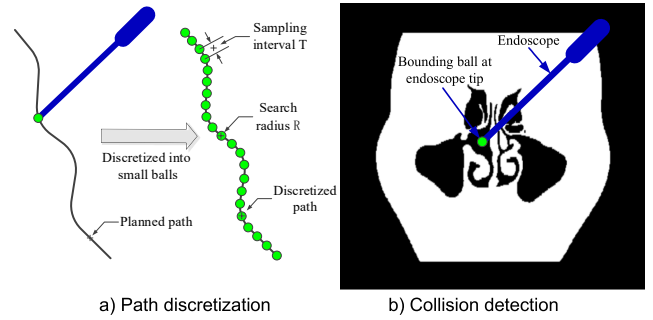 Sampling
interval T
Search
radius R
Discretized into
small balls
Discretized
path
Planned path
a) Path discretization
Endoscope
Bounding ball at
endoscope tip
b) Collision detection